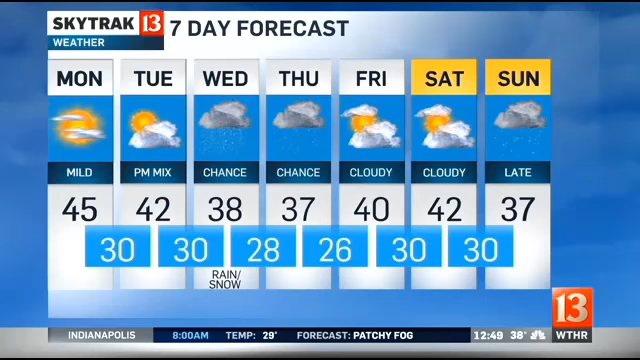 SKYTRAK 13
WEATHER
7 DAY FORECAST
MON TUE WED THU FRI SAT SUN
MILD PM MIX CHANCE CHANCE CLOUDY CLOUDY LATE
45 42 38 37 40 42 37
30 30 28 26 30 30
RAIN/
SNOW
13
INDIANAPOLIS 8:00AM TEMP: 29° FORECAST: PATCHY FOG 12:49 38° WTHR